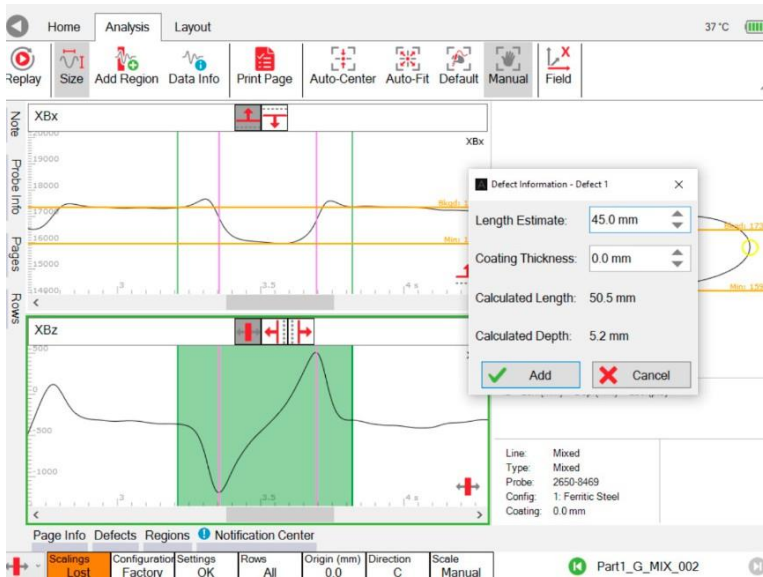 Home Analysis Layout 37 °C
Replay Size Add Region Data Info Print Page Auto-Center Auto-Fit Default Manual Field
Note
Probe Info
Pages
Rows
XBx
XBx
20000
19000
18000
17000
16000
15000
3 3.5 4 s
Defect Information - Defect 1
Length Estimate: 45.0 mm
Coating Thickness: 0.0 mm
Calculated Length: 50.5 mm
Calculated Depth: 5.2 mm
Add Cancel
XBz
-500
0
-500
-1000
3 3.5 4 s
Line: Mixed
Type: Mixed
Probe: 2650-8469
Config: 1: Ferritic Steel
Coating: 0.0 mm
Page Info Defects Regions Notification Center
Scalings Configuration Settings Rows Origin (mm) Direction Scale
Lost Factory OK All 0.0 C Manual
Part1_G_MIX_002